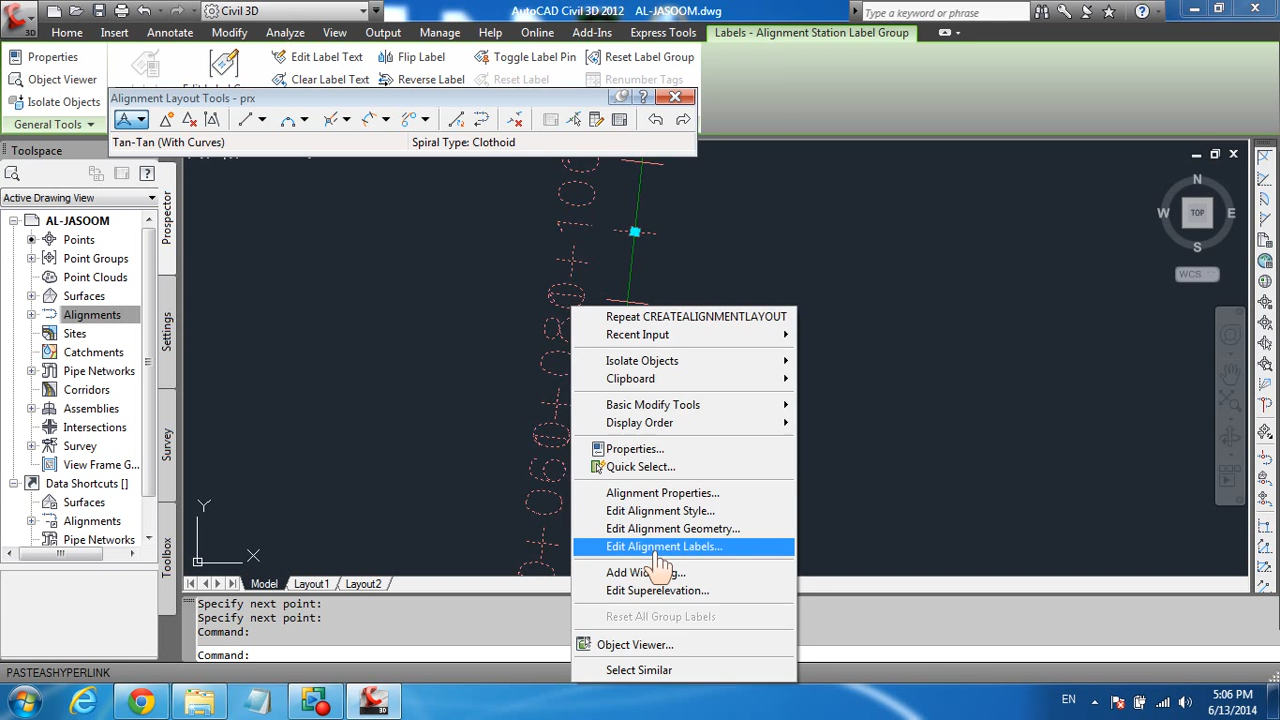 3D
Civil 3D
AutoCAD Civil 3D 2012
AL-JASOOM.dwg
Type a keyword or phrase
Home
Insert
Annotate
Modify
Analyze
View
Output
Manage
Help
Online
Add-Ins
Express Tools
Labels - Alignment Station Label Group
Properties
Object Viewer
Isolate Objects
General Tools
Edit Label Text
Clear Label Text
Flip Label
Reverse Label
Toggle Label Pin
Reset Label
Reset Label Group
Renumber Tags
Alignment Layout Tools - prx
Tan-Tan (With Curves)
Spiral Type: Clothoid
Toolspace
Active Drawing View
AL-JASOOM
Points
Point Groups
Point Clouds
Surfaces
Alignments
Sites
Catchments
Pipe Networks
Corridors
Assemblies
Intersections
Survey
View Frame G...
Data Shortcuts []
Surfaces
Alignments
Pipe Networks
Prospector
Settings
Survey
Toolbox
N
W
TOP
E
S
WCS
Y
X
Repeat CREATEALIGNMENTLAYOUT
Recent Input
Isolate Objects
Clipboard
Basic Modify Tools
Display Order
Properties...
Quick Select...
Alignment Properties...
Edit Alignment Style...
Edit Alignment Geometry...
Edit Alignment Labels...
Edit Superelevation...
Reset All Group Labels
Object Viewer...
Select Similar
Model
Layout1
Layout2
Specify next point:
Specify next point:
Command:
Command:
PASTEASHYPERLINK
EN
5:06 PM
6/13/2014